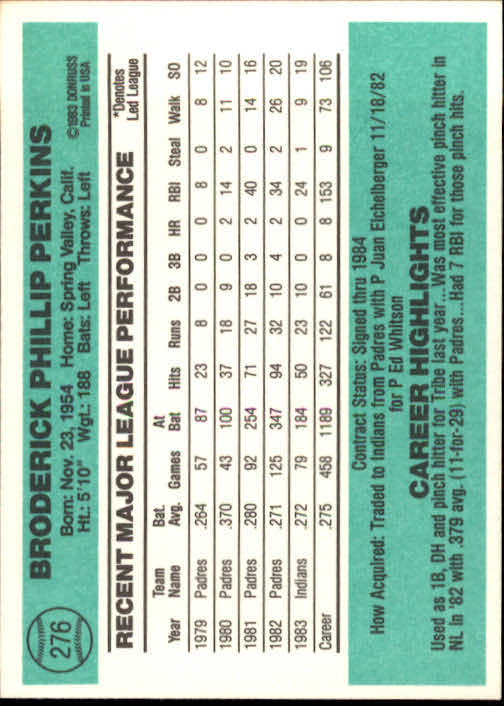 276
BRODERICK PHILLIP PERKINS
Born: Nov. 23, 1954 Home: Spring Valley, Calif.
Ht.: 5'10" Wgt.: 188 Bats: Left Throws: Left
©1983 DONRUSS
Printed in USA
RECENT MAJOR LEAGUE PERFORMANCE
*Denotes
Led League
Team Bat. At
Year Name Avg. Games Bat Hits Runs 2B 3B HR RBI Steal Walk SO
1979 Padres .264 57 87 23 8 0 0 0 8 0 8 12
1980 Padres .370 43 100 37 18 9 0 2 14 2 11 10
1981 Padres .280 92 254 71 27 18 3 2 40 0 14 16
1982 Padres .271 125 347 94 32 10 4 2 34 2 26 20
1983 Indians .272 79 184 50 23 10 0 0 24 1 9 19
Career .275 458 1189 327 122 61 8 8 153 9 73 106
Contract Status: Signed thru 1984
How Acquired: Traded to Indians from Padres with P Juan Eichelberger 11/18/82
for P Ed Whitson
CAREER HIGHLIGHTS
Used as 1B, DH and pinch hitter for Tribe last year...Was most effective pinch hitter in
NL in '82 with .379 avg. (11-for-29) with Padres...Had 7 RBI for those pinch hits.